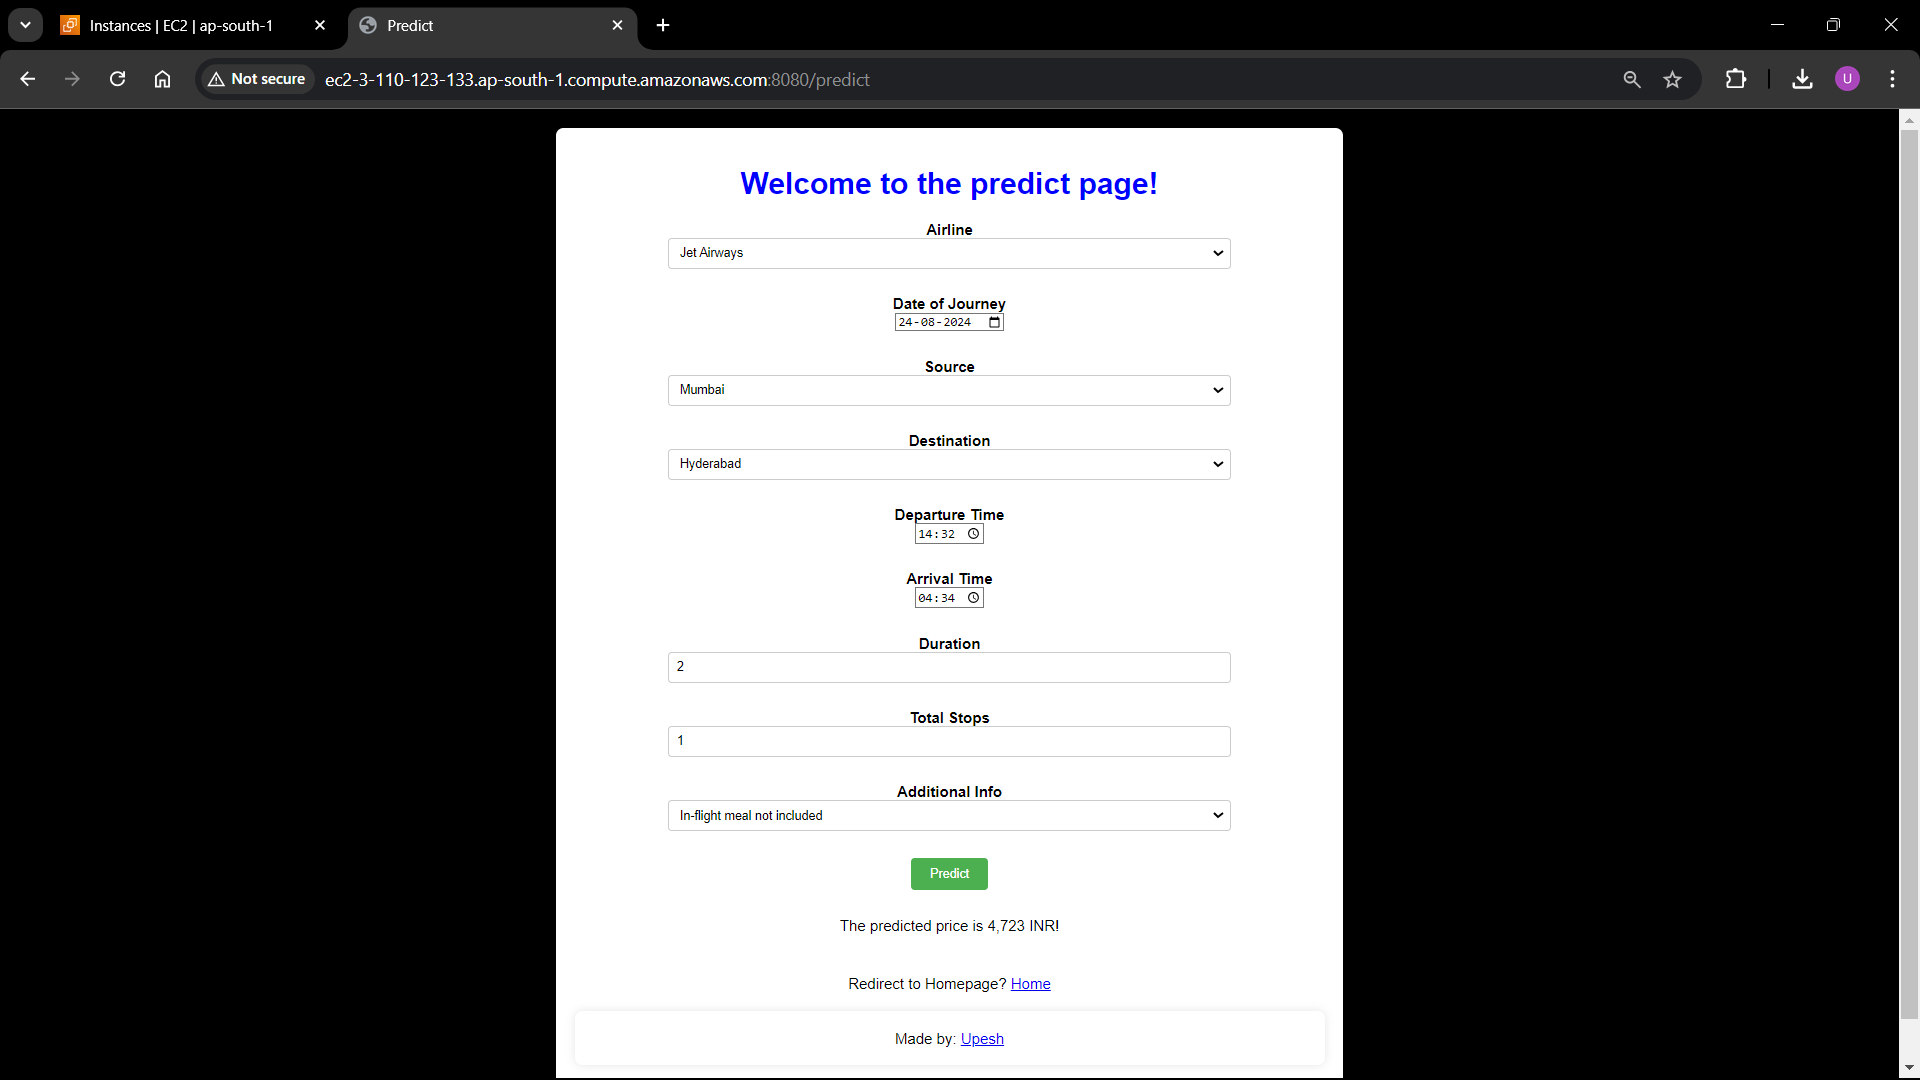 Instances | EC2 | ap-south-1
Predict
Not secure
ec2-3-110-123-133.ap-south-1.compute.amazonaws.com:8080/predict
U
Welcome to the predict page!
Airline
Jet Airways
Date of Journey
24-08-2024
Source
Mumbai
Destination
Hyderabad
Departure Time
14:32
Arrival Time
04:34
Duration
2
Total Stops
1
Additional Info
In-flight meal not included
Predict
The predicted price is 4,723 INR!
Redirect to Homepage? Home
Made by: Upesh